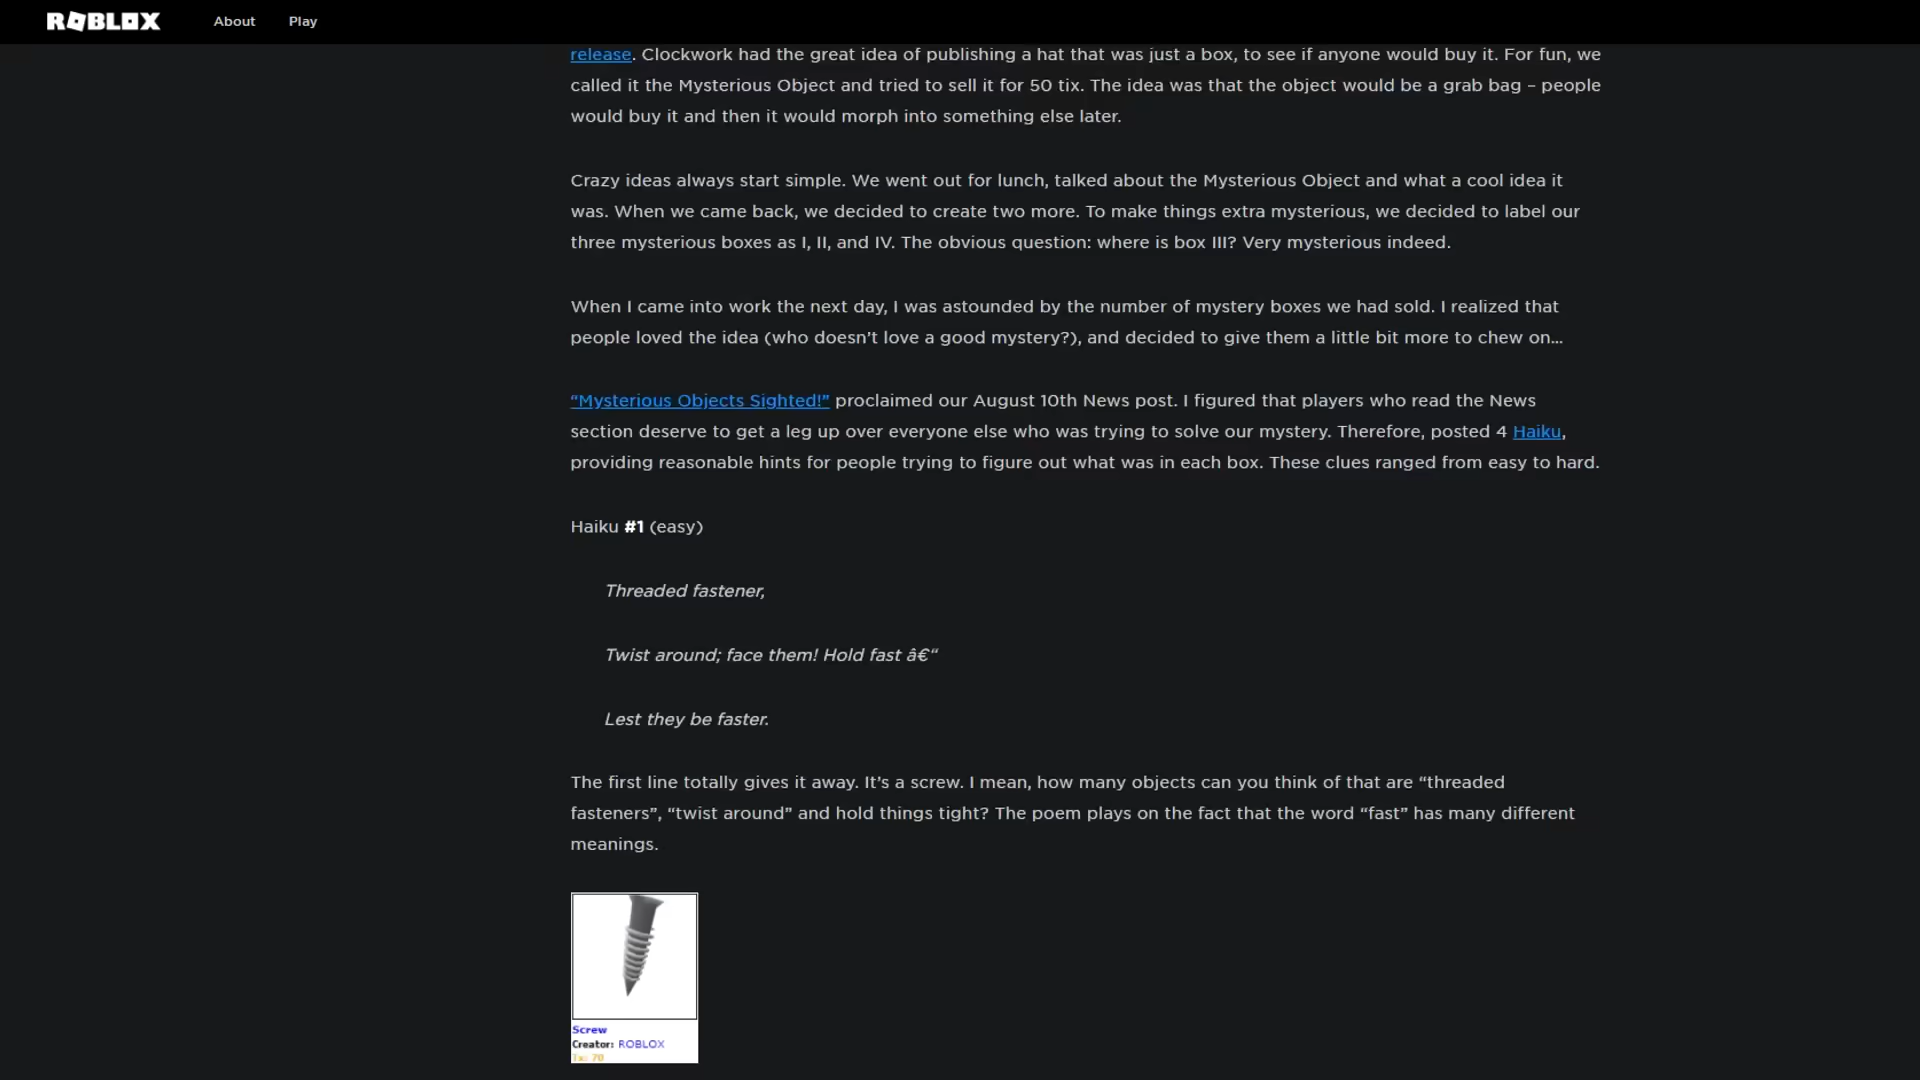 ROBLOX About Play
release. Clockwork had the great idea of publishing a hat that was just a box, to see if anyone would buy it. For fun, we
called it the Mysterious Object and tried to sell it for 50 tix. The idea was that the object would be a grab bag – people
would buy it and then it would morph into something else later.
Crazy ideas always start simple. We went out for lunch, talked about the Mysterious Object and what a cool idea it
was. When we came back, we decided to create two more. To make things extra mysterious, we decided to label our
three mysterious boxes as I, II, and IV. The obvious question: where is box III? Very mysterious indeed.
When I came into work the next day, I was astounded by the number of mystery boxes we had sold. I realized that
people loved the idea (who doesn’t love a good mystery?), and decided to give them a little bit more to chew on…
“Mysterious Objects Sighted!” proclaimed our August 10th News post. I figured that players who read the News
section deserve to get a leg up over everyone else who was trying to solve our mystery. Therefore, posted 4 Haiku,
providing reasonable hints for people trying to figure out what was in each box. These clues ranged from easy to hard.
Haiku #1 (easy)
Threaded fastener,
Twist around; face them! Hold fast â€“
Lest they be faster.
The first line totally gives it away. It’s a screw. I mean, how many objects can you think of that are “threaded
fasteners”, “twist around” and hold things tight? The poem plays on the fact that the word “fast” has many different
meanings.
Screw
Creator: ROBLOX
Tx: 70